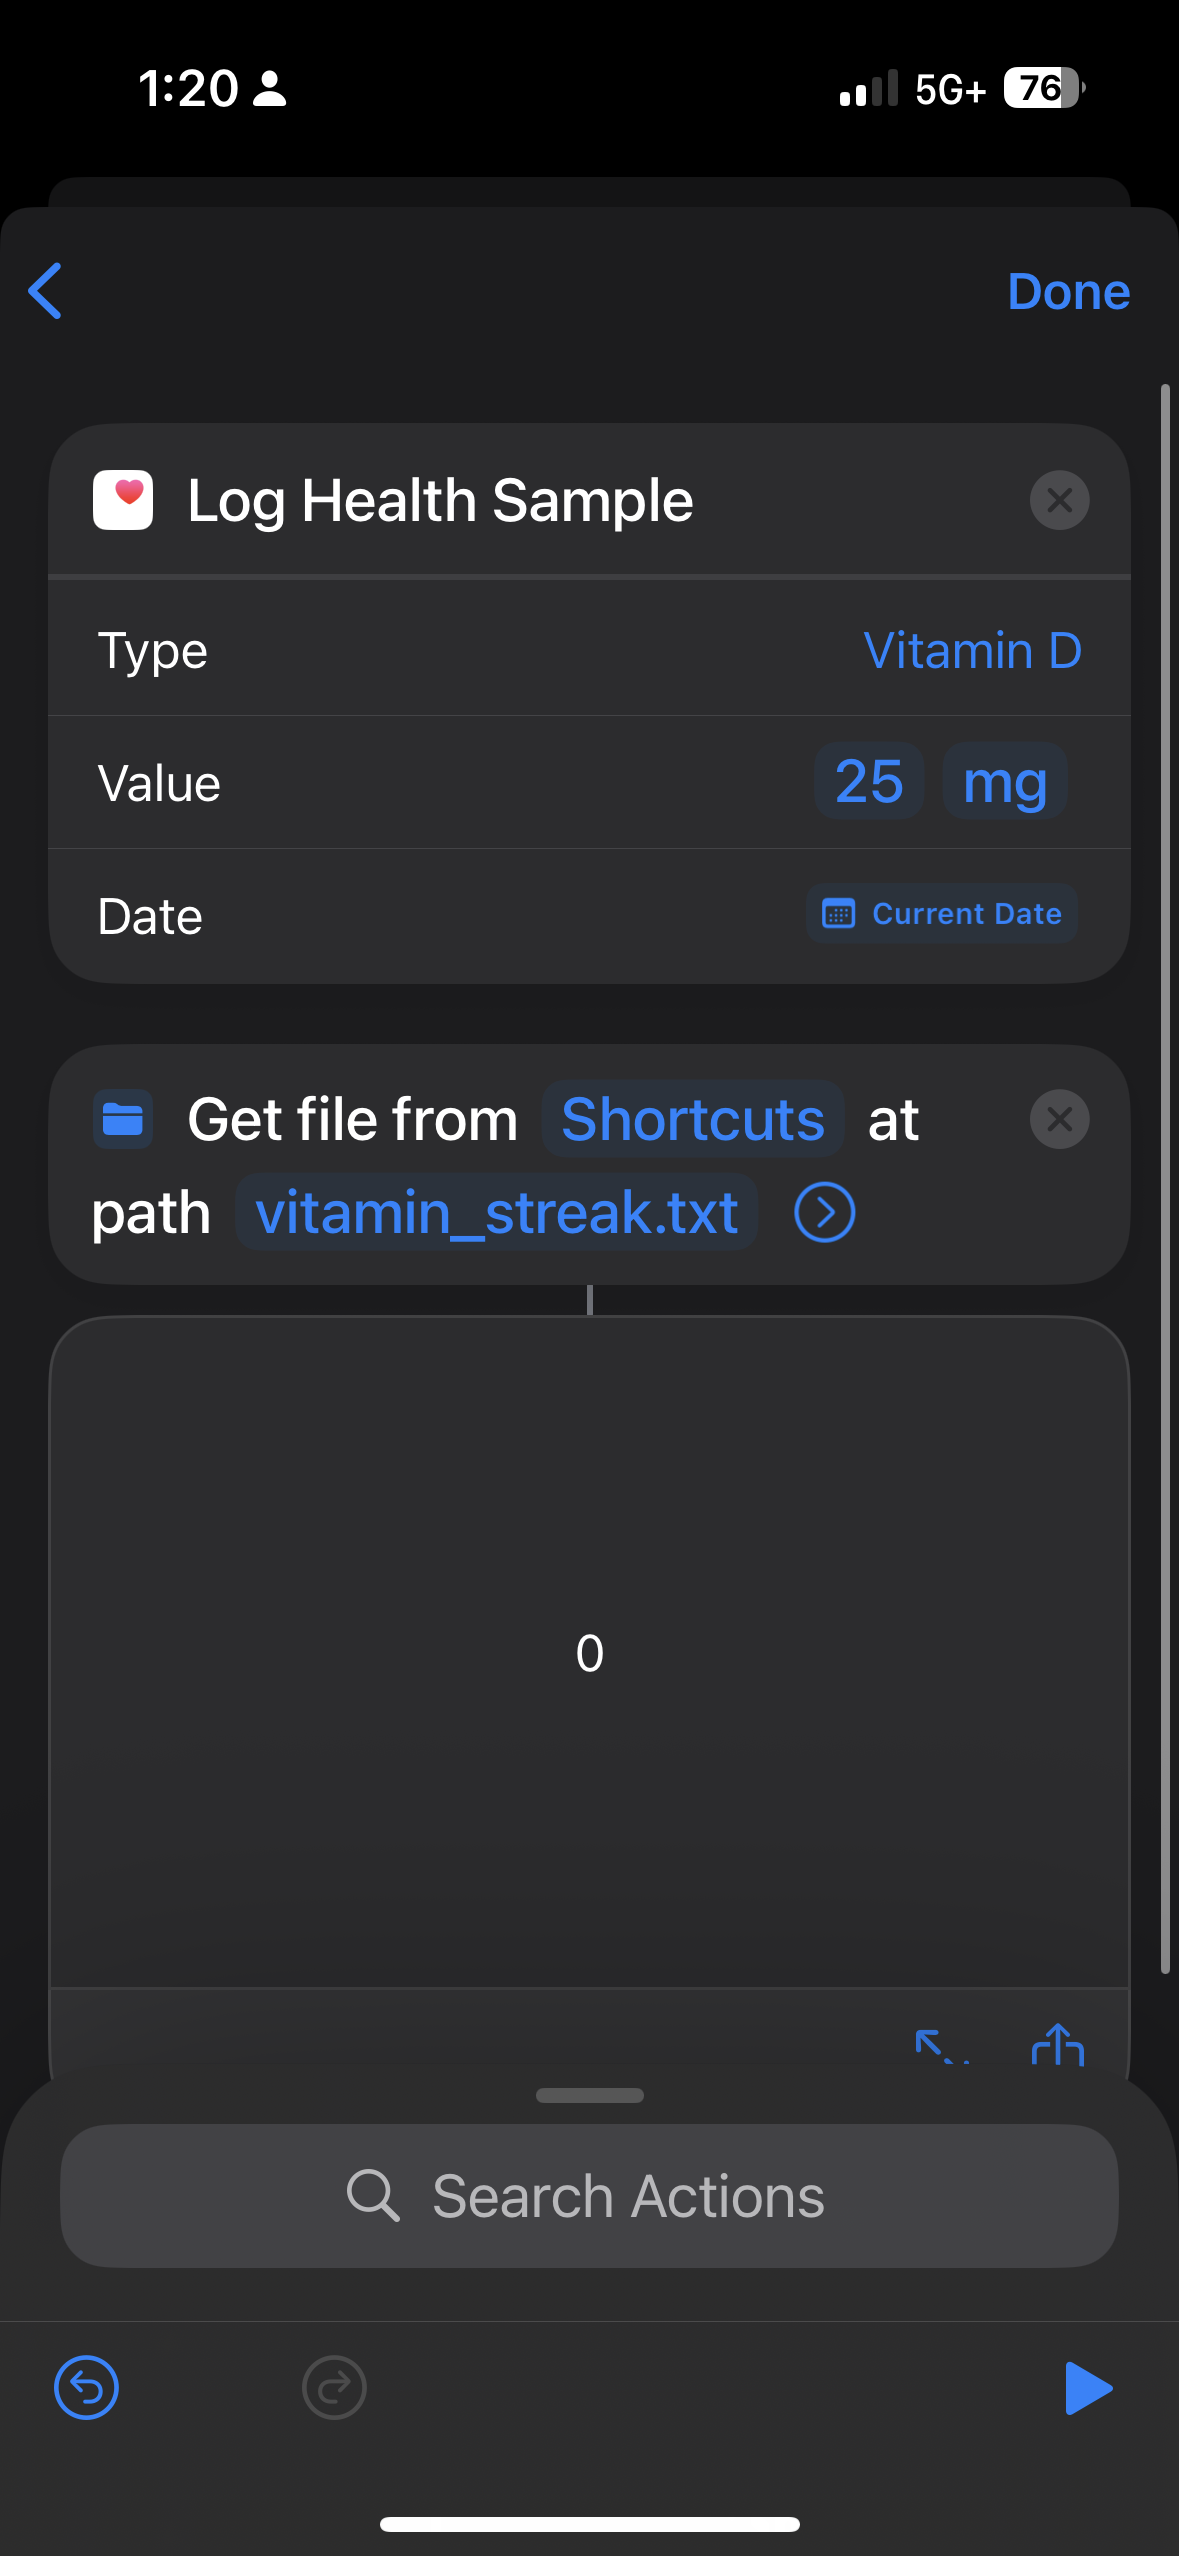 1:20
5G+
76
Done
Log Health Sample
Type
Vitamin D
Value
25 mg
Date
Current Date
Get file from Shortcuts at
path vitamin_streak.txt
0
Search Actions